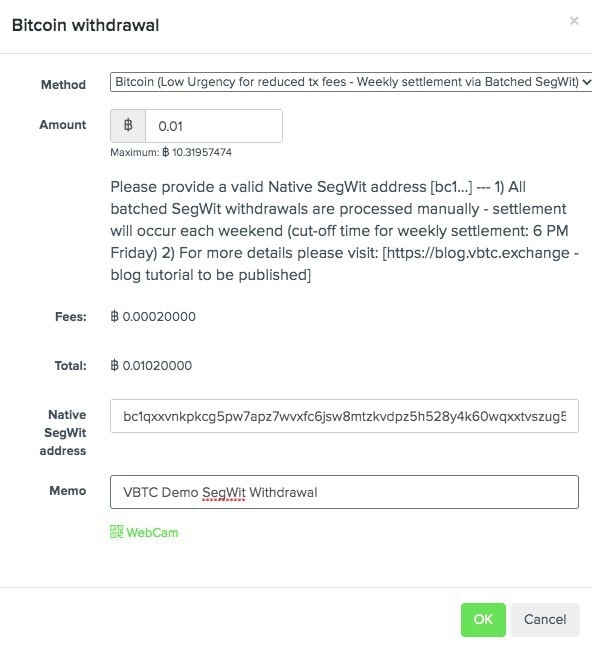 Bitcoin withdrawal
×
Method Bitcoin (Low Urgency for reduced tx fees - Weekly settlement via Batched SegWit)
Amount ฿ 0.01
Maximum: ฿ 10.31957474
Please provide a valid Native SegWit address [bc1...] --- 1) All
batched SegWit withdrawals are processed manually - settlement
will occur each weekend (cut-off time for weekly settlement: 6 PM
Friday) 2) For more details please visit: [https://blog.vbtc.exchange -
blog tutorial to be published]
Fees: ฿ 0.00020000
Total: ฿ 0.01020000
Native
SegWit
address
bc1qxxvnkpkcg5pw7apz7wvxfc6jsw8mtzkvdpz5h528y4k60wqxxtvszug5
Memo VBTC Demo SegWit Withdrawal
WebCam
OK Cancel